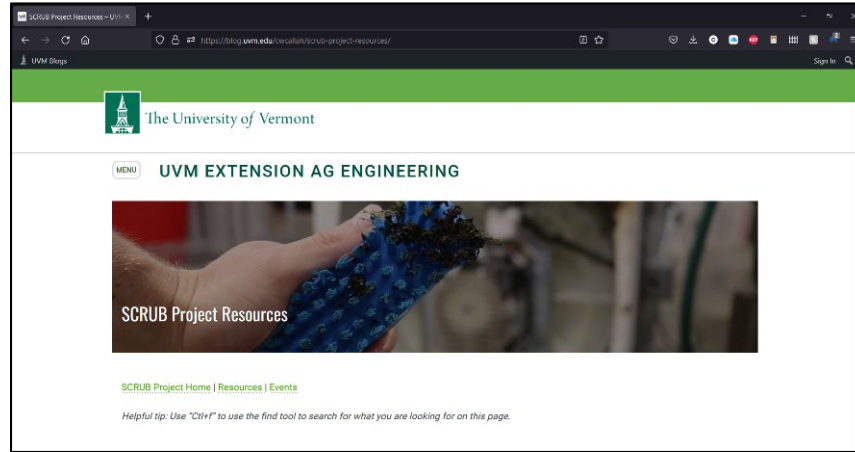 SCRUB Project Resources – UVM
https://blog.uvm.edu/cwcallah/scrub-project-resources/
UVM Blogs
Sign In
The University of Vermont
MENU
UVM EXTENSION AG ENGINEERING
SCRUB Project Resources
SCRUB Project Home | Resources | Events
Helpful tip: Use "Ctl+f" to use the find tool to search for what you are looking for on this page.